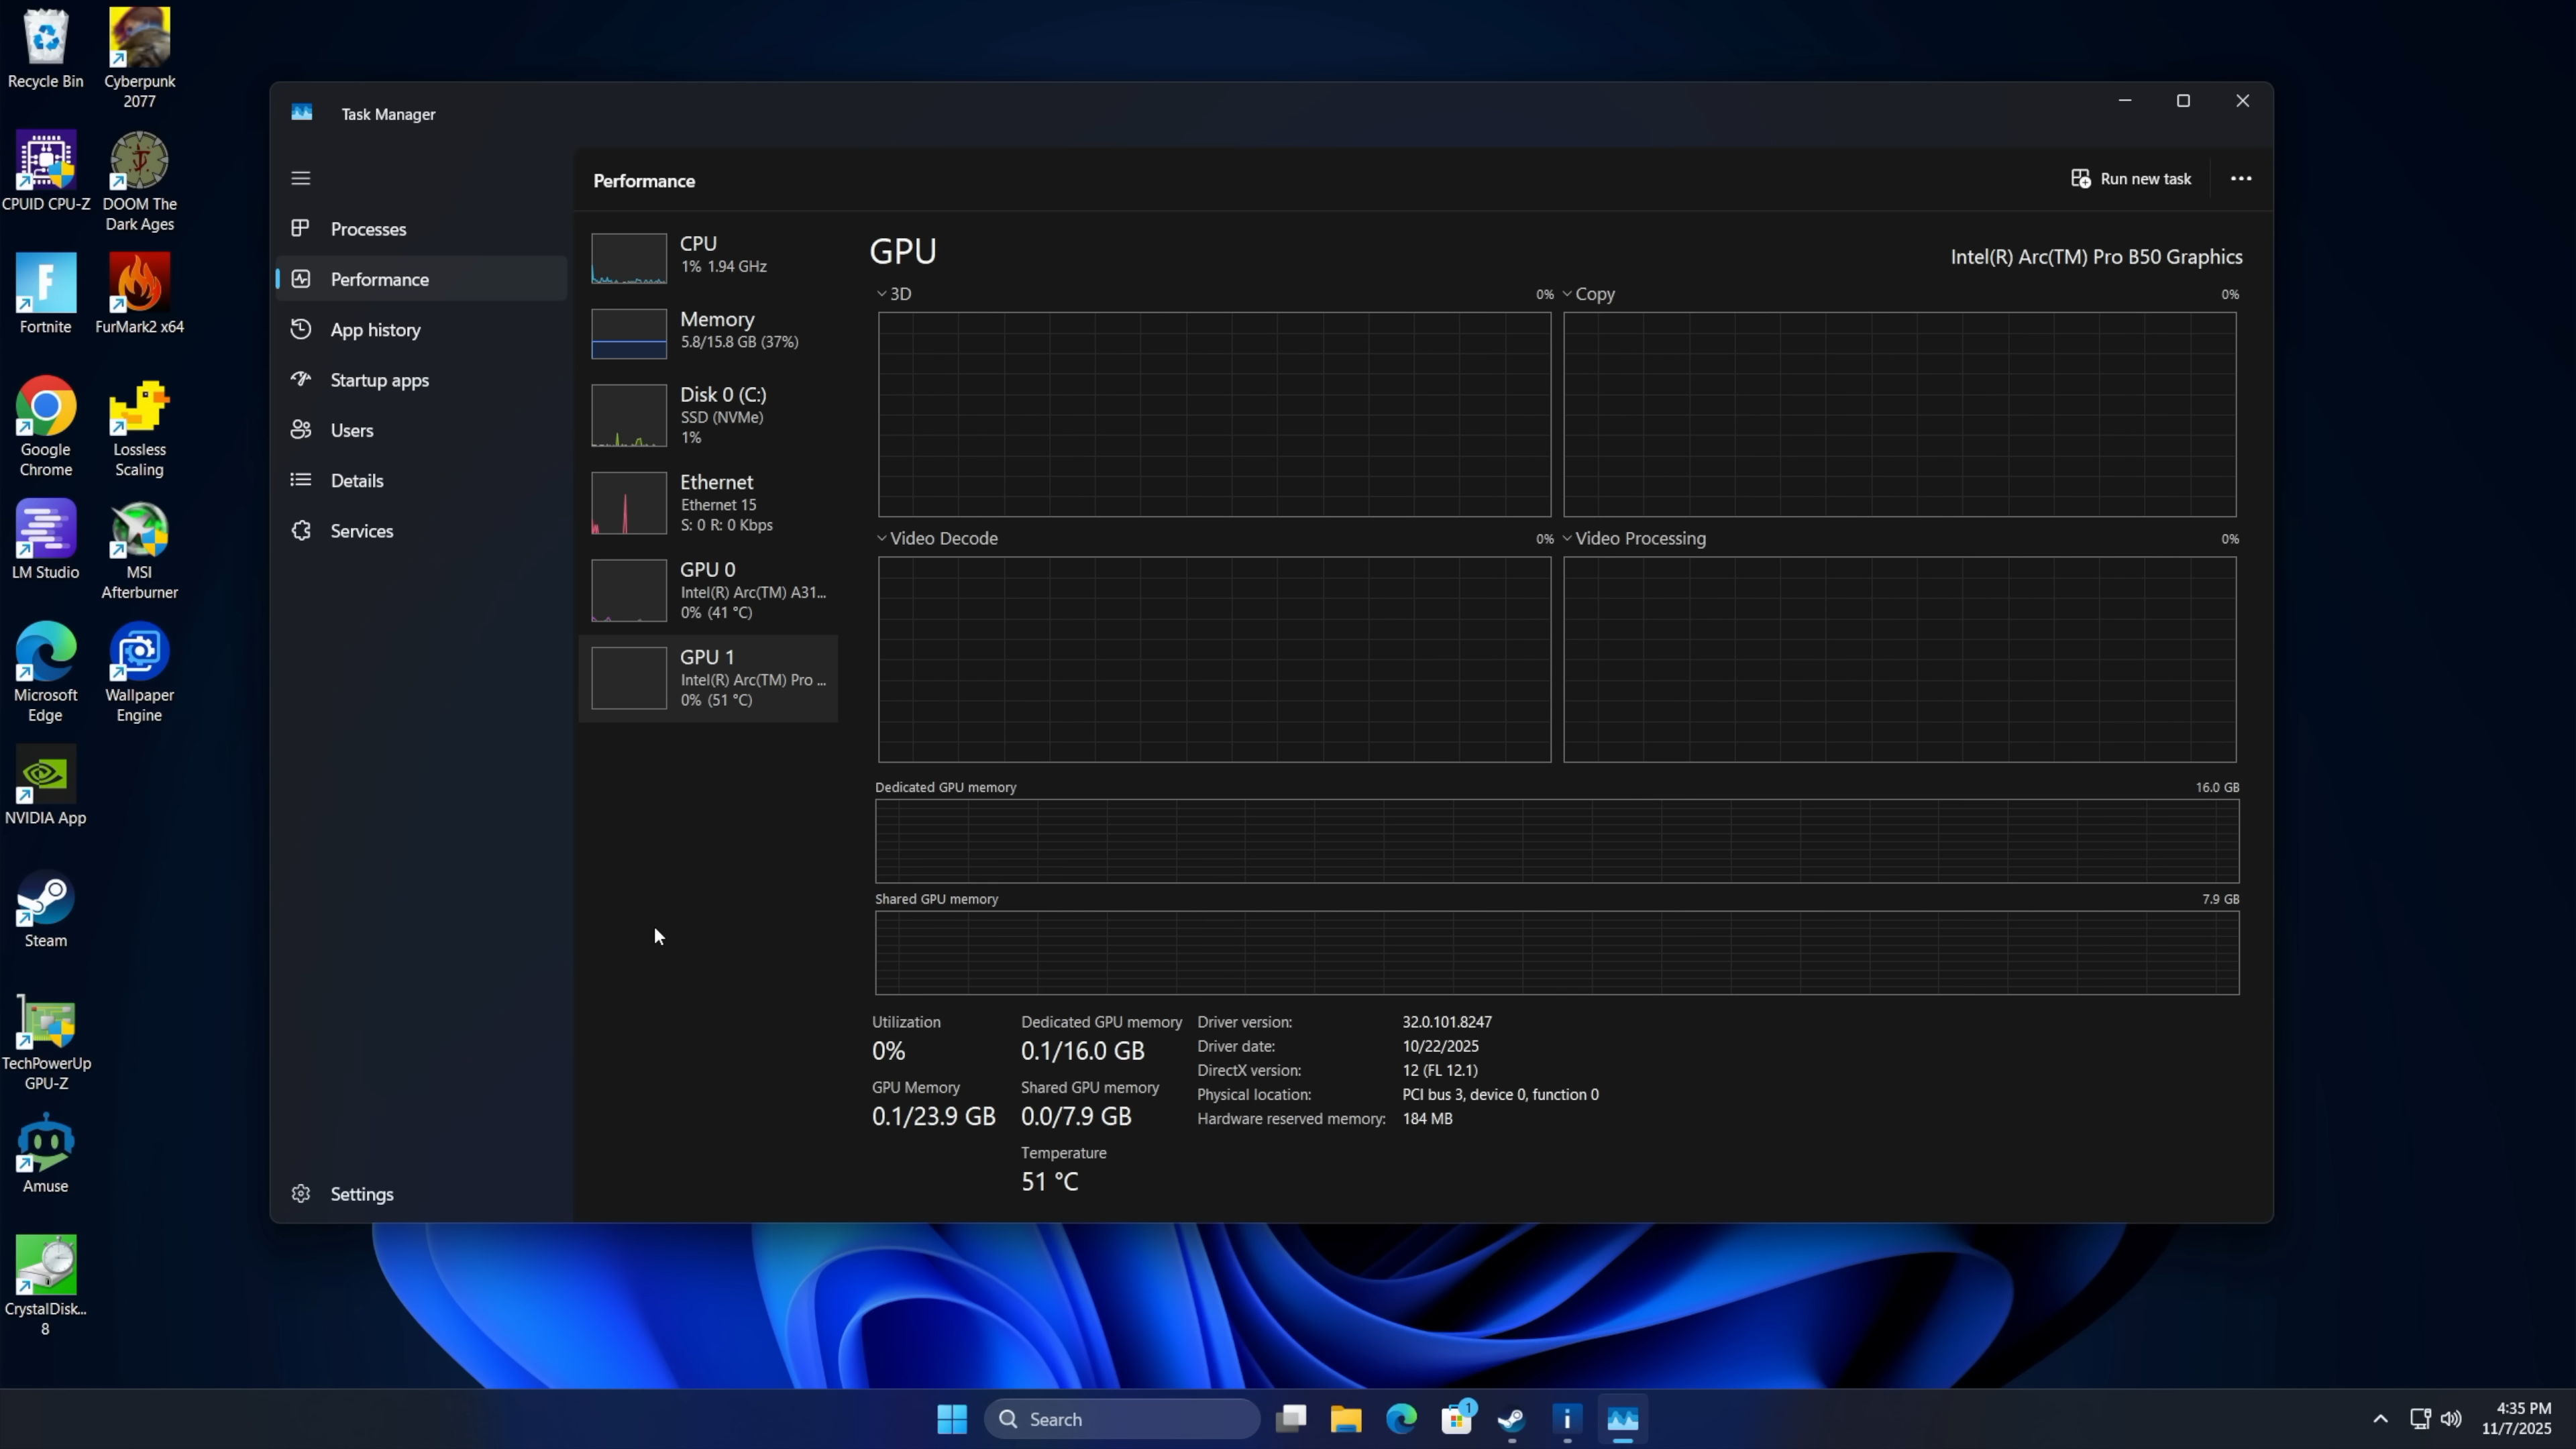 Recycle Bin
Cyberpunk
2077
CPUID CPU-Z
DOOM The
Dark Ages
Fortnite
FurMark2 x64
Google
Chrome
Lossless
Scaling
LM Studio
MSI
Afterburner
Microsoft
Edge
Wallpaper
Engine
NVIDIA App
Steam
TechPowerUp
GPU-Z
Amuse
CrystalDisk...
8
Task Manager
Processes
Performance
App history
Startup apps
Users
Details
Services
Settings
Performance
Run new task
CPU
1% 1.94 GHz
Memory
5.8/15.8 GB (37%)
Disk 0 (C:)
SSD (NVMe)
1%
Ethernet
Ethernet 15
S: 0 R: 0 Kbps
GPU 0
Intel(R) Arc(TM) A31...
0% (41 °C)
GPU 1
Intel(R) Arc(TM) Pro ...
0% (51 °C)
GPU
Intel(R) Arc(TM) Pro B50 Graphics
3D 0%
Copy 0%
Video Decode 0%
Video Processing 0%
Dedicated GPU memory 16.0 GB
Shared GPU memory 7.9 GB
Utilization
0%
GPU Memory
0.1/23.9 GB
Dedicated GPU memory
0.1/16.0 GB
Shared GPU memory
0.0/7.9 GB
Temperature
51 °C
Driver version: 32.0.101.8247
Driver date: 10/22/2025
DirectX version: 12 (FL 12.1)
Physical location: PCI bus 3, device 0, function 0
Hardware reserved memory: 184 MB
Search
1
4:35 PM
11/7/2025